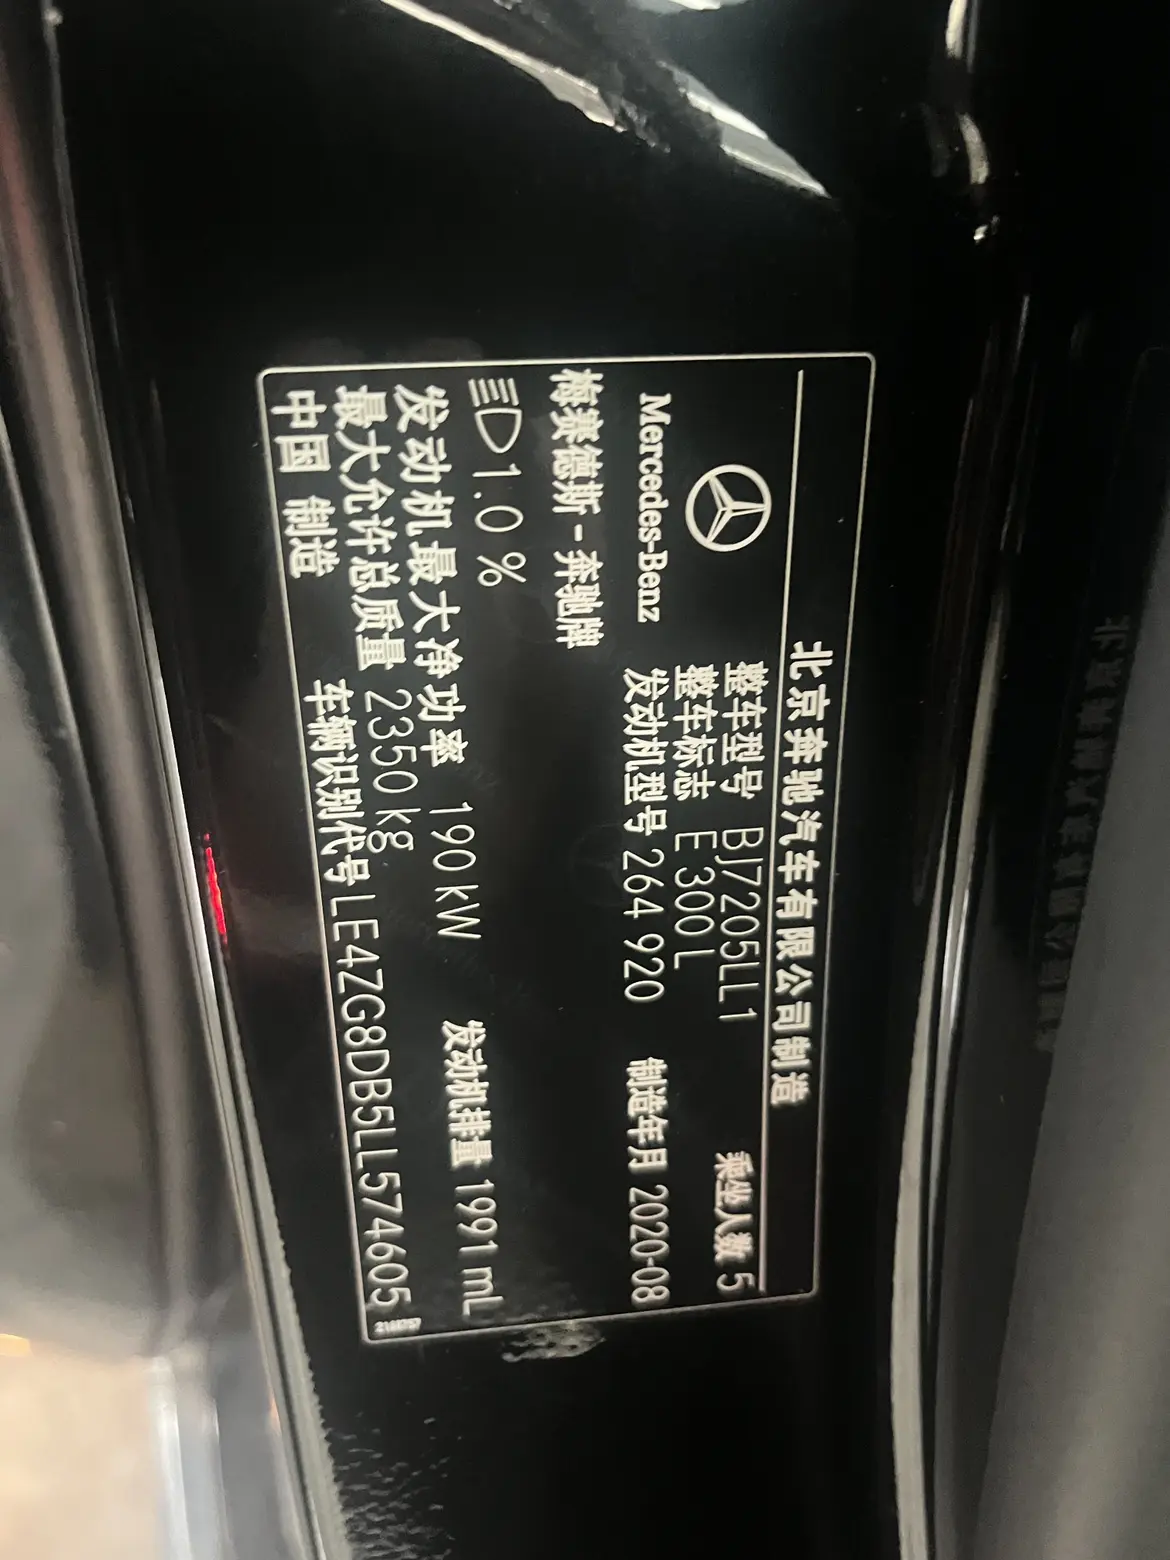 北京奔驰汽车有限公司制造
整车型号 BJ7205LL1 乘坐人数 5
整车标志 E 300 L
Mercedes-Benz 发动机型号 264 920 制造年月 2020-08
梅赛德斯-奔驰牌
1.0 %
发动机最大净功率 190 kW 发动机排量 1991 mL
最大允许总质量 2350 kg
中国 制造 车辆识别代号 LE4ZG8DB5LL574605